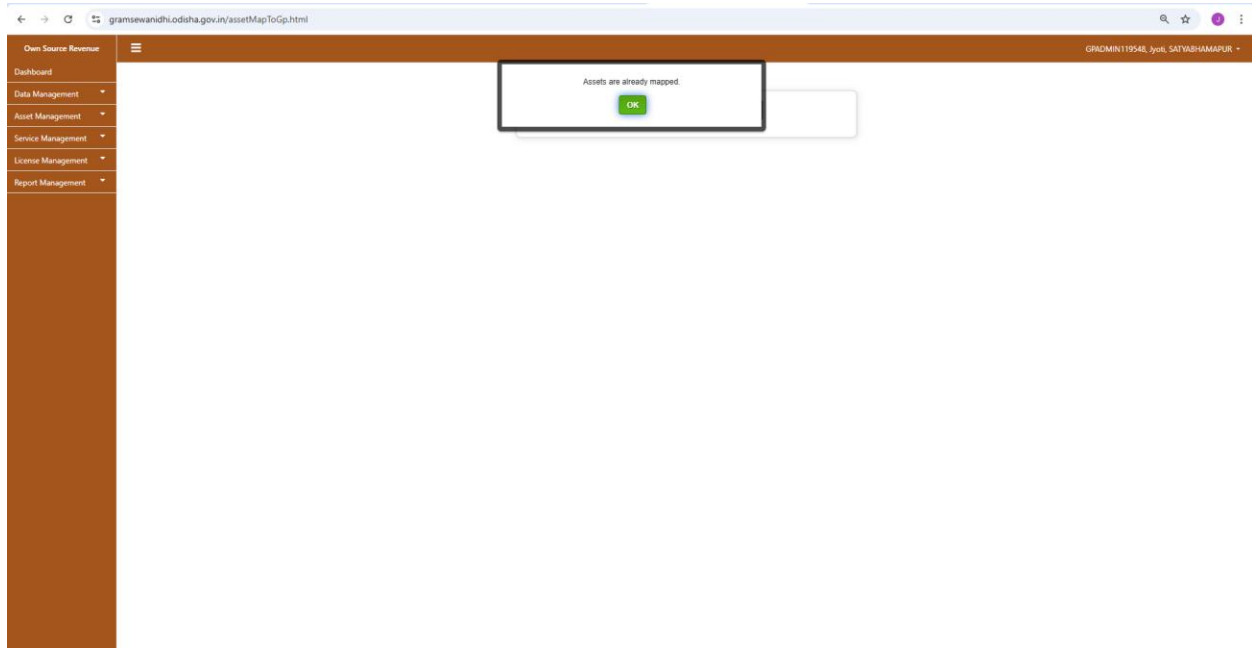 gramsewanidhi.odisha.gov.in/assetMapToGp.html
J
Own Source Revenue
GPADMIN119548, Jyoti, SATYABHAMAPUR
Dashboard
Data Management
Asset Management
Service Management
License Management
Report Management
Assets are already mapped.
OK